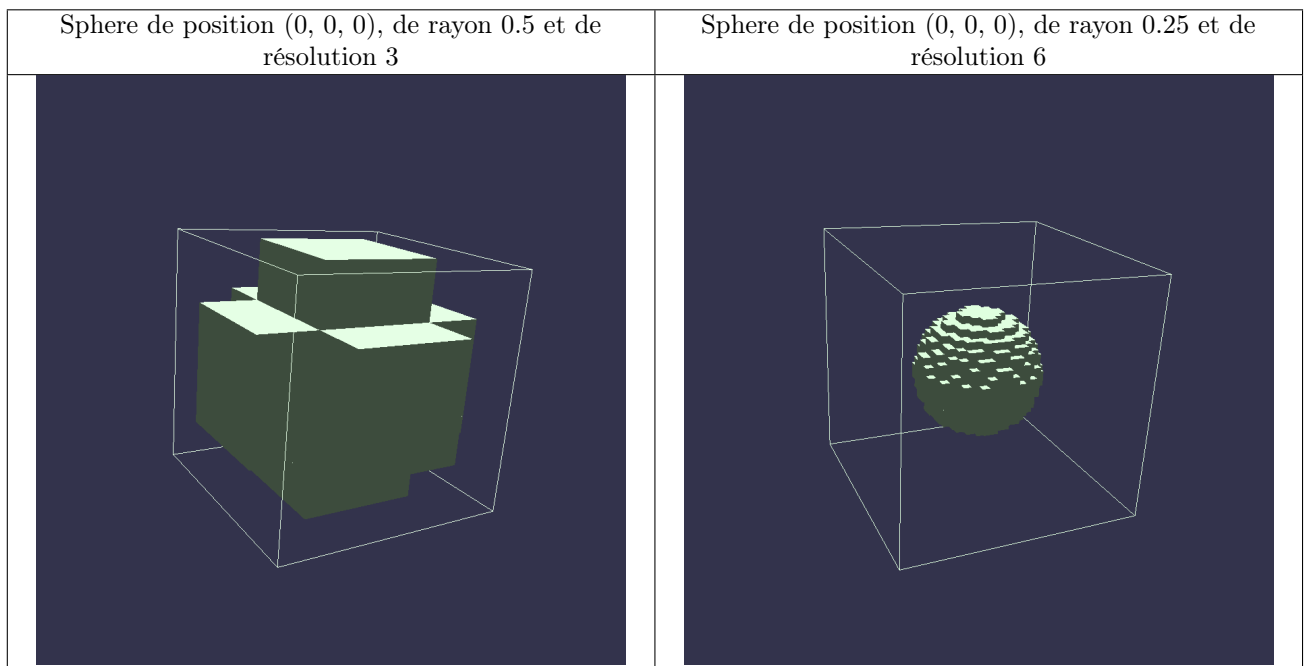 Sphere de position (0, 0, 0), de rayon 0.5 et de
résolution 3
Sphere de position (0, 0, 0), de rayon 0.25 et de
résolution 6